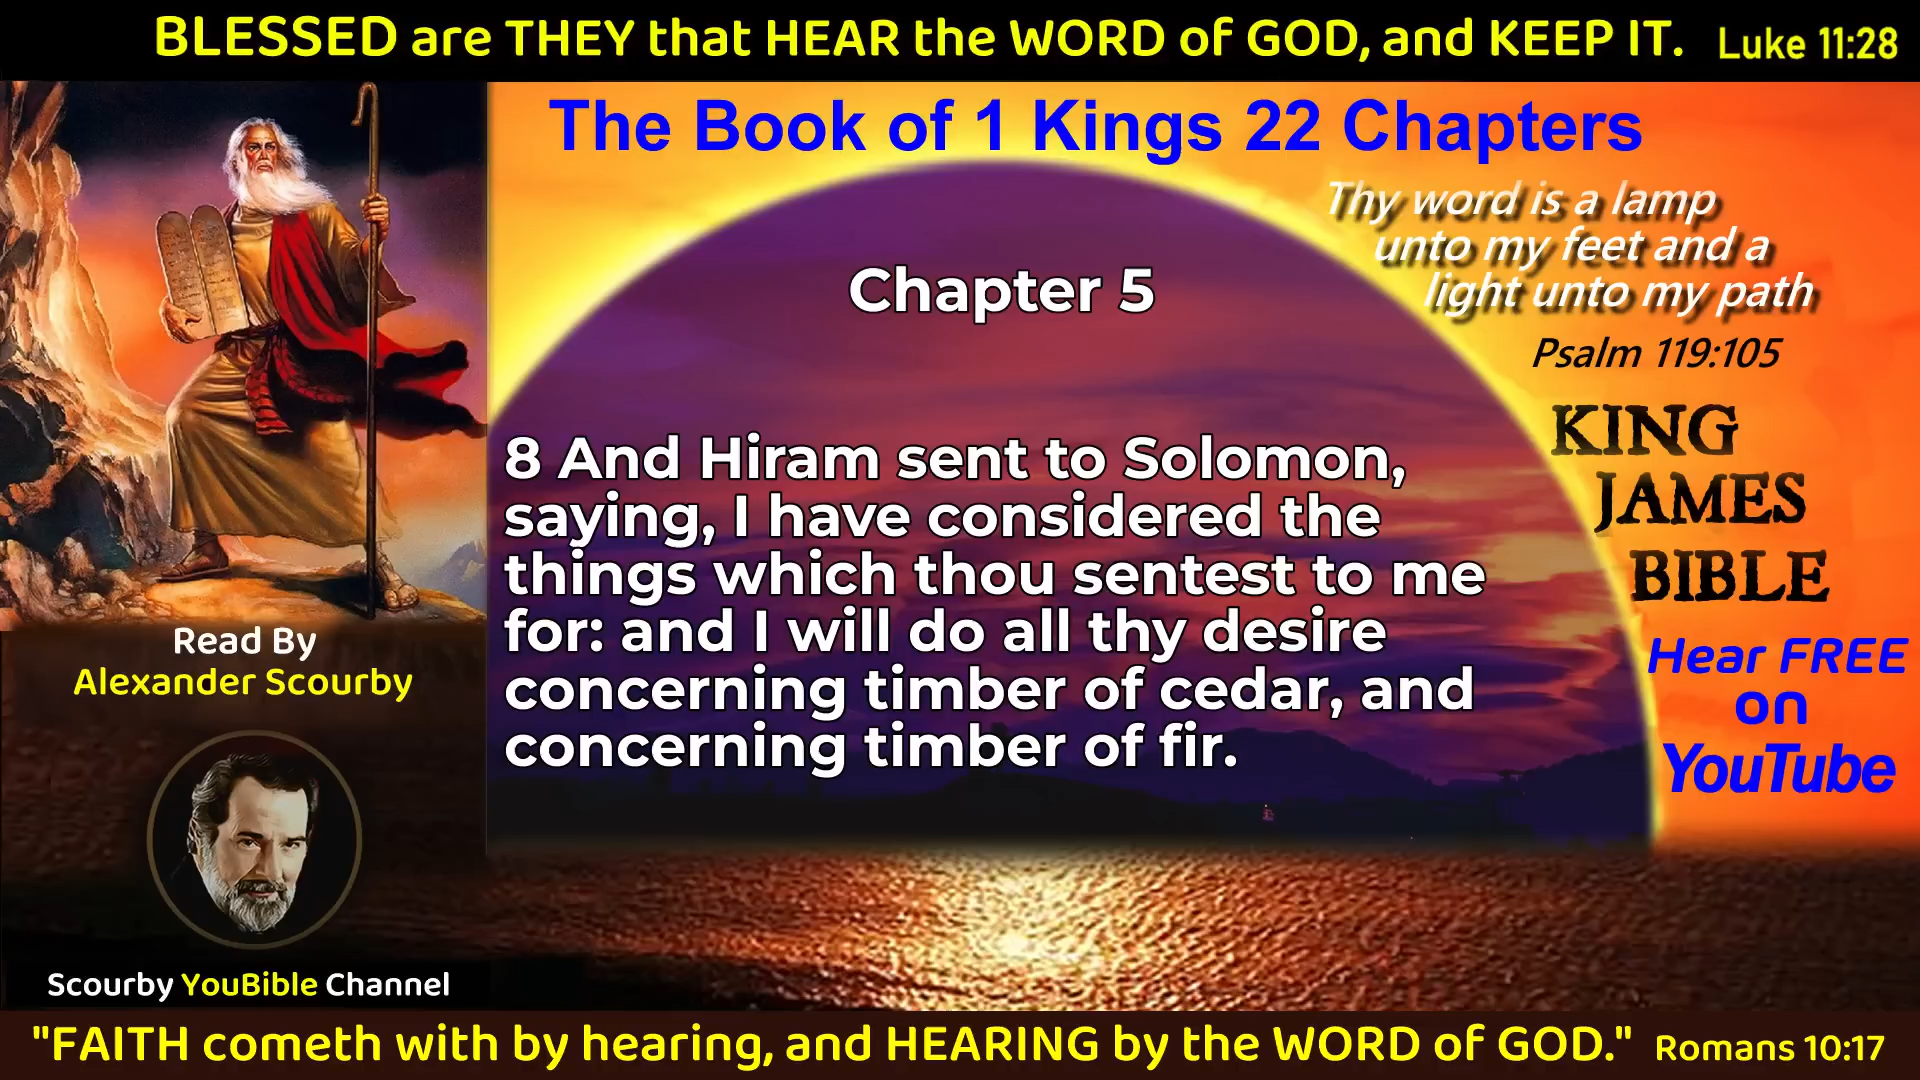 BLESSED are THEY that HEAR the WORD of GOD, and KEEP IT. Luke 11:28
The Book of 1 Kings 22 Chapters
Thy word is a lamp
unto my feet and a
light unto my path
Psalm 119:105
Chapter 5
8 And Hiram sent to Solomon,
saying, I have considered the
things which thou sentest to me
for: and I will do all thy desire
concerning timber of cedar, and
concerning timber of fir.
KING
JAMES
BIBLE
Hear FREE
on
YouTube
Read By
Alexander Scourby
Scourby YouBible Channel
"FAITH cometh with by hearing, and HEARING by the WORD of GOD." Romans 10:17